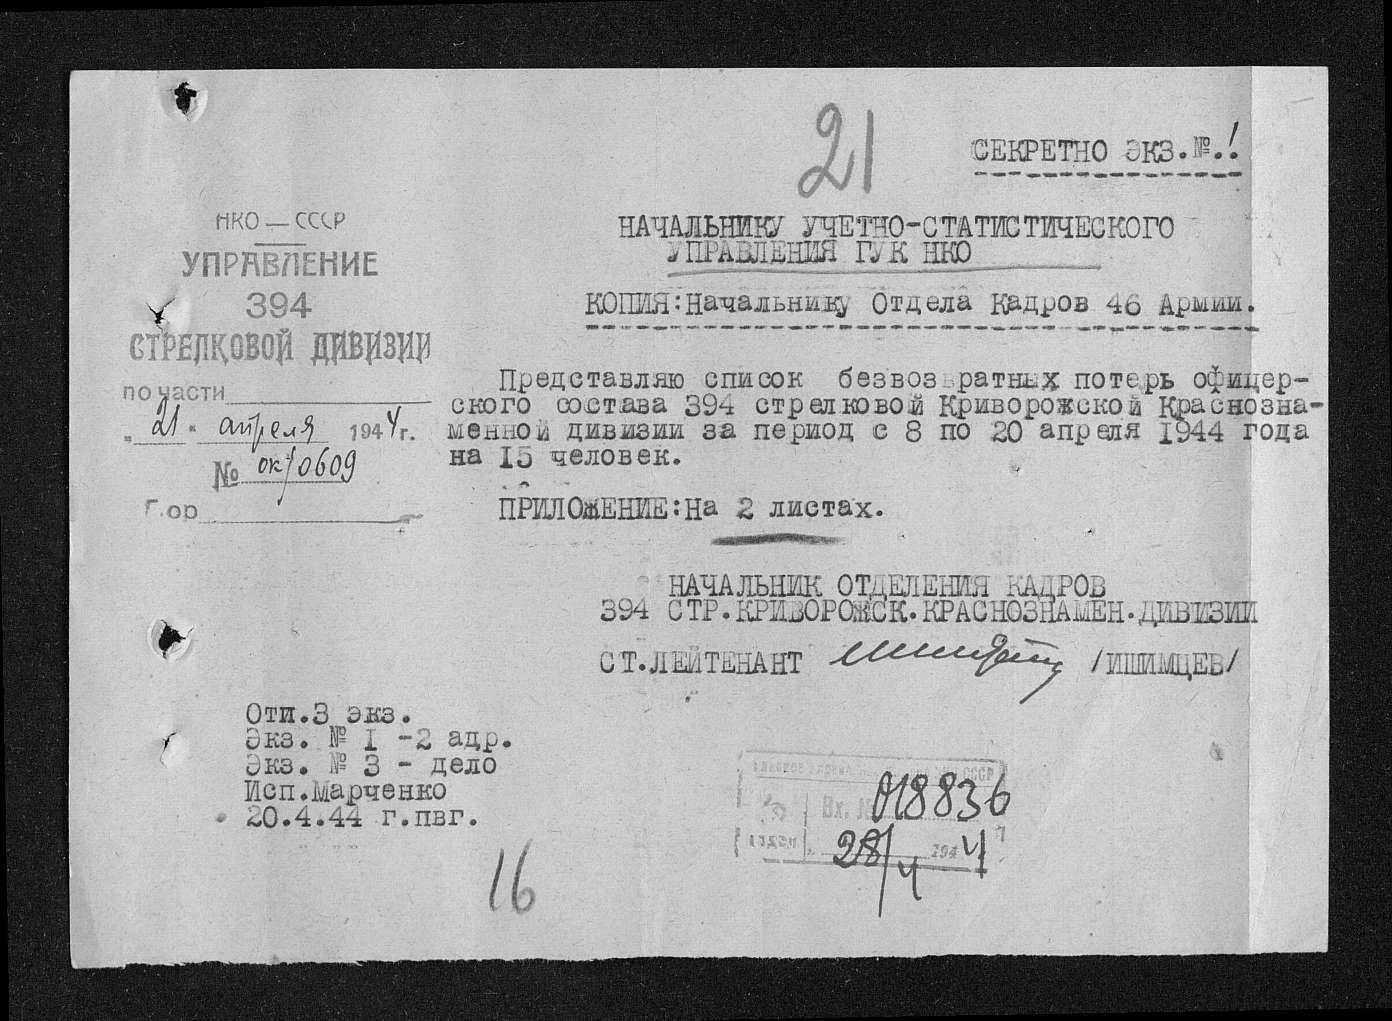 21
СЕКРЕТНО ЭКЗ.№.1
НКО — СССР
УПРАВЛЕНИЕ
394
СТРЕЛКОВОЙ ДИВИЗИИ
по части
"21" апреля 1944 г.
№ ок/0609
Гор
НАЧАЛЬНИКУ УЧЕТНО-СТАТИСТИЧЕСКОГО
УПРАВЛЕНИЯ ГУК НКО
КОПИЯ:Начальнику Отдела Кадров 46 Армии.
Представляю список безвозвратных потерь офицер-
ского состава 394 стрелковой Криворожской Краснозна-
менной дивизии за период с 8 по 20 апреля 1944 года
на 15 человек.
ПРИЛОЖЕНИЕ:На 2 листах.
НАЧАЛЬНИК ОТДЕЛЕНИЯ КАДРОВ
394 СТР.КРИВОРОЖСК.КРАСНОЗНАМЕН.ДИВИЗИИ
СТ.ЛЕЙТЕНАНТ /ИШИМЦЕВ/
Отп.3 экз.
Экз. № 1 -2 адр.
Экз. № 3 - дело
Исп.Марченко
20.4.44 г.пвг.
СССР
Вх. № 018836
28/4 1944
16